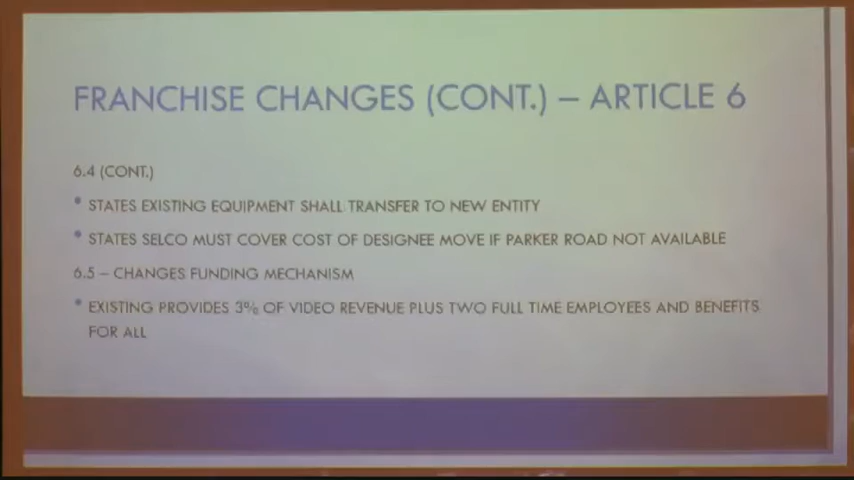 FRANCHISE CHANGES (CONT.) – ARTICLE 6
6.4 (CONT.)
• STATES EXISTING EQUIPMENT SHALL TRANSFER TO NEW ENTITY
• STATES SELCO MUST COVER COST OF DESIGNEE MOVE IF PARKER ROAD NOT AVAILABLE
6.5 – CHANGES FUNDING MECHANISM
• EXISTING PROVIDES 3% OF VIDEO REVENUE PLUS TWO FULL TIME EMPLOYEES AND BENEFITS
FOR ALL